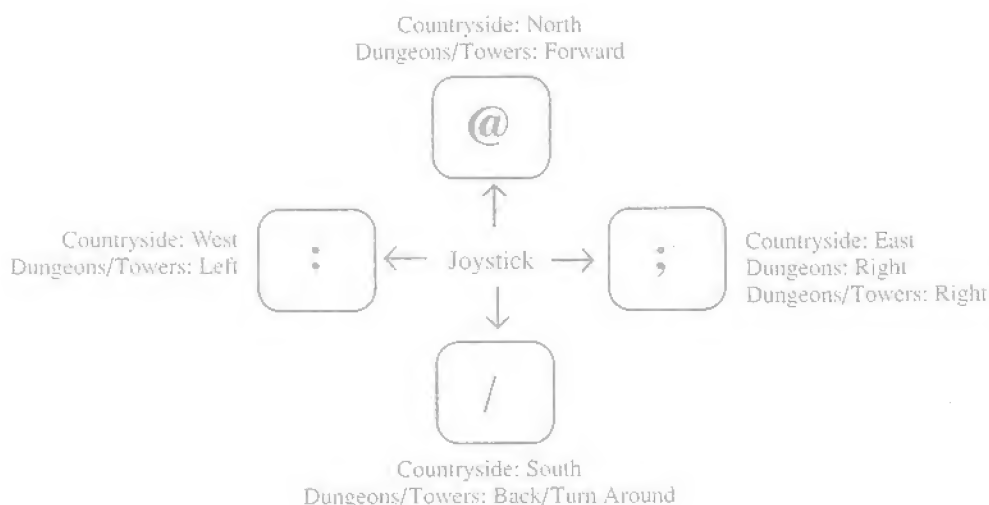 Countryside: North
Dungeons/Towers: Forward
@
Countryside: West
Dungeons/Towers: Left
:
Joystick
;
Countryside: East
Dungeons: Right
Dungeons/Towers: Right
/
Countryside: South
Dungeons/Towers: Back/Turn Around